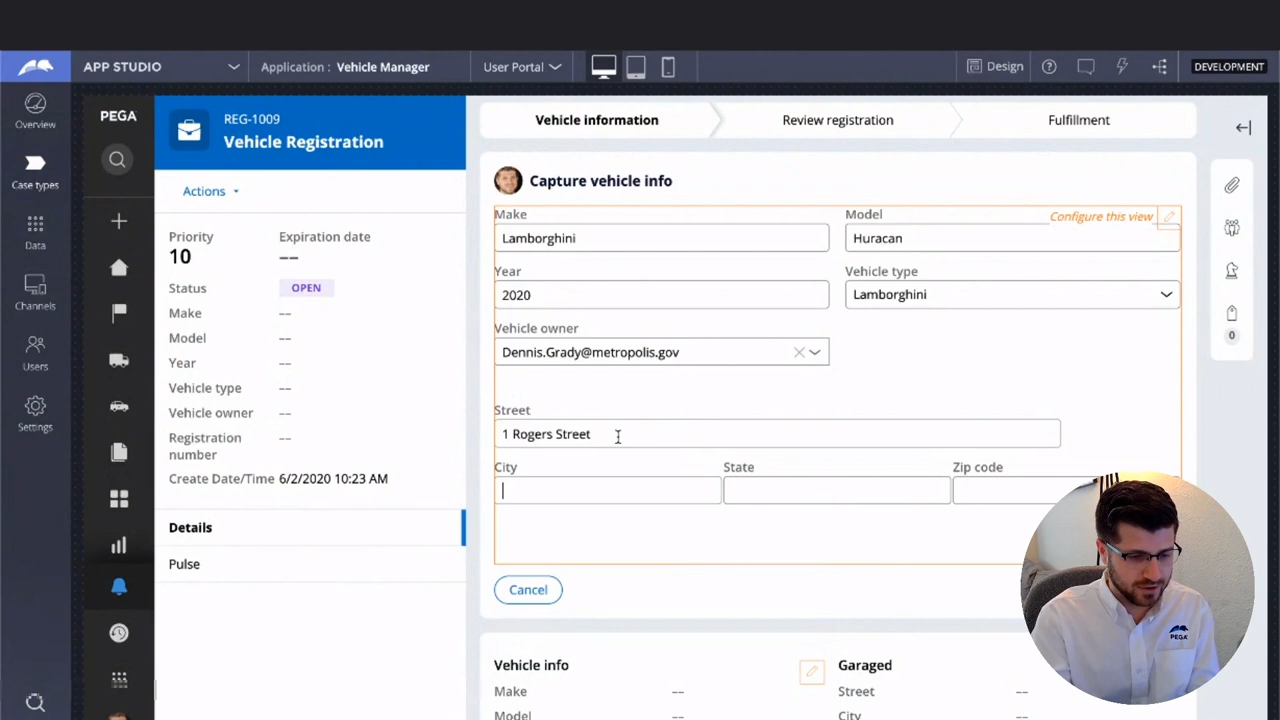 APP STUDIO
Application : Vehicle Manager
User Portal
Design
DEVELOPMENT
Overview
Case types
Data
Channels
Users
Settings
PEGA
REG-1009
Vehicle Registration
Actions
Priority
10
Expiration date
--
Status OPEN
Make --
Model --
Year --
Vehicle type --
Vehicle owner --
Registration number --
Create Date/Time 6/2/2020 10:23 AM
Details
Pulse
Vehicle information
Review registration
Fulfillment
Capture vehicle info
Configure this view
Make
Lamborghini
Model
Huracan
Year
2020
Vehicle type
Lamborghini
Vehicle owner
Dennis.Grady@metropolis.gov
Street
1 Rogers Street
City
State
Zip code
Cancel
0
Vehicle info
Make --
Model --
Garaged
Street --
City --
PEGA